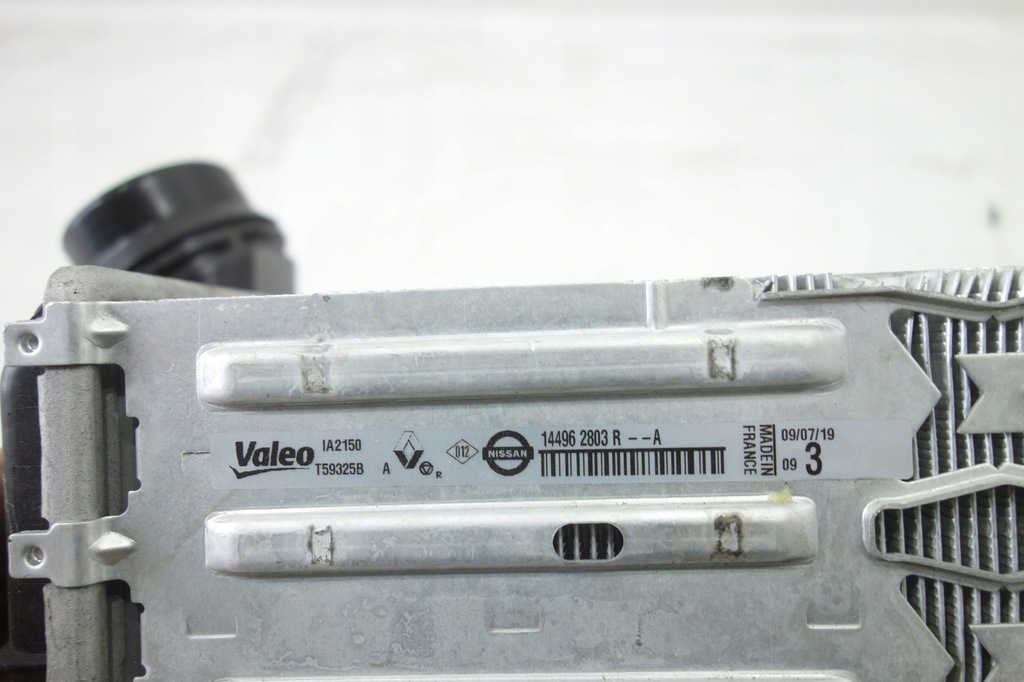 Valeo
IA2150
T59325B
A
R
D12
NISSAN
14496 2803 R --A
MADE IN
FRANCE
09/07/19
09 3